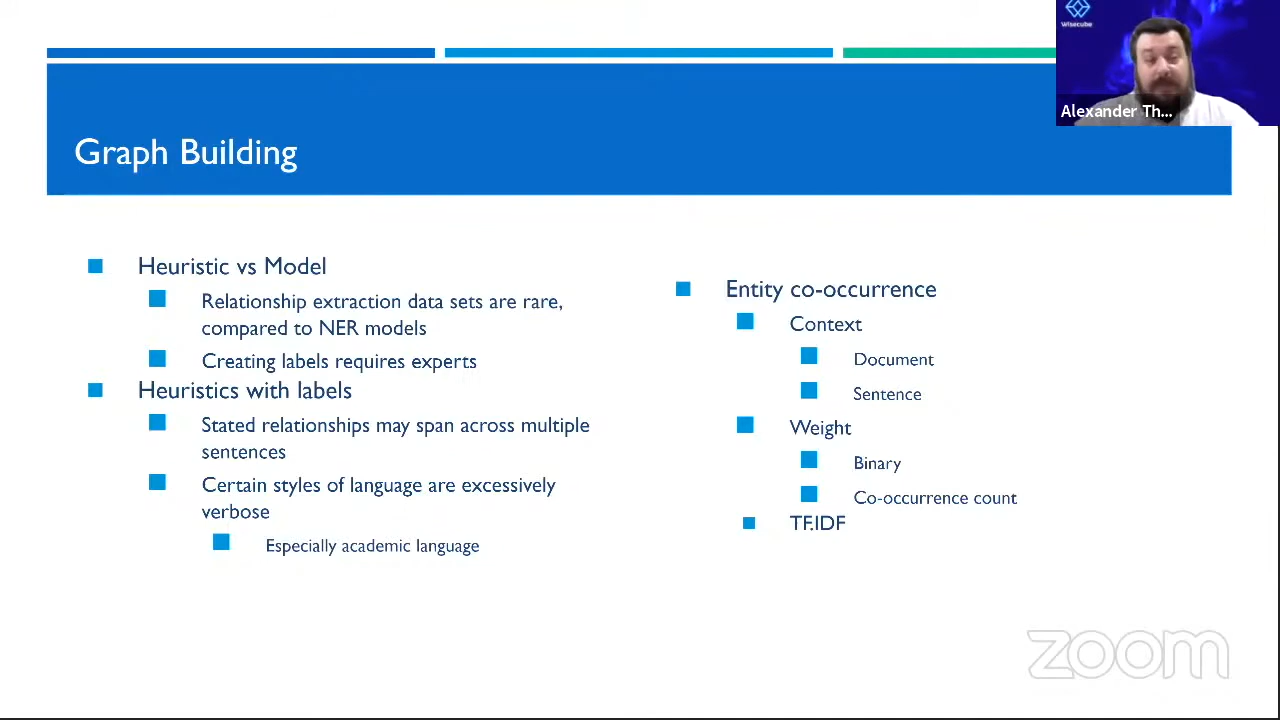 Wisecube
Alexander Th...
Graph Building
Heuristic vs Model
Relationship extraction data sets are rare,
compared to NER models
Creating labels requires experts
Heuristics with labels
Stated relationships may span across multiple
sentences
Certain styles of language are excessively
verbose
Especially academic language
Entity co-occurrence
Context
Document
Sentence
Weight
Binary
Co-occurrence count
TF.IDF
zoom